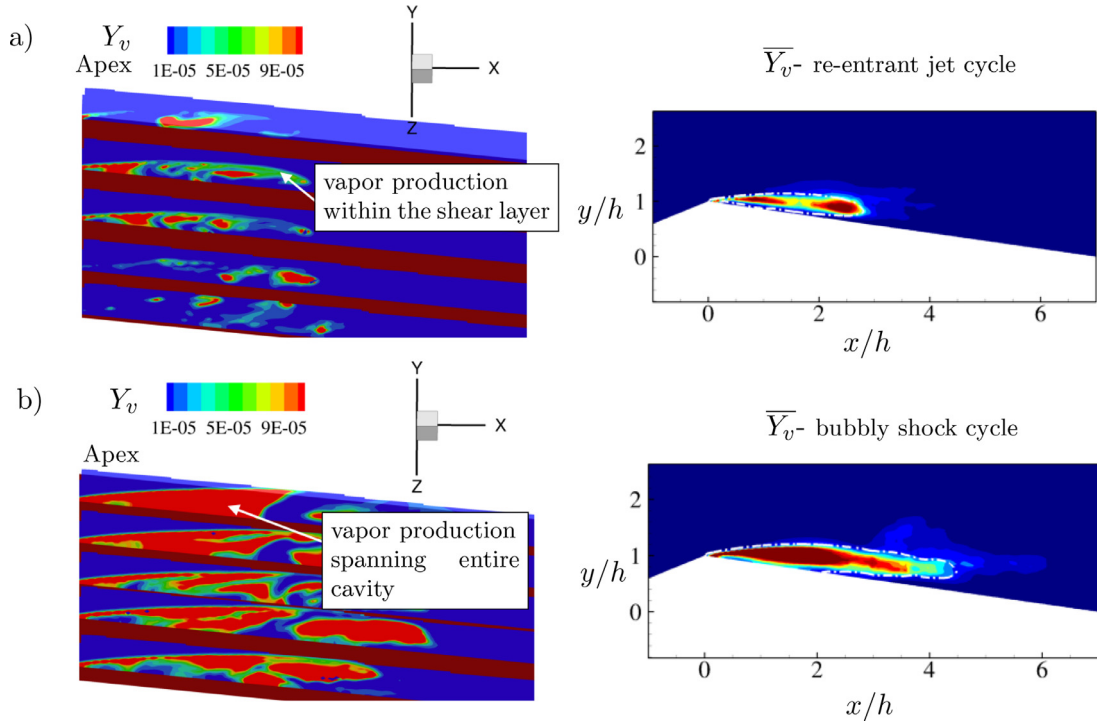 a)
Y_v
Apex
1E-05 5E-05 9E-05
Y
X
Z
vapor production
within the shear layer
\overline{Y_v}- re-entrant jet cycle
y/h
2
1
0
0 2 4 6
x/h
b)
Y_v
1E-05 5E-05 9E-05
Apex
Y
X
Z
vapor production
spanning entire
cavity
\overline{Y_v}- bubbly shock cycle
y/h
2
1
0
0 2 4 6
x/h